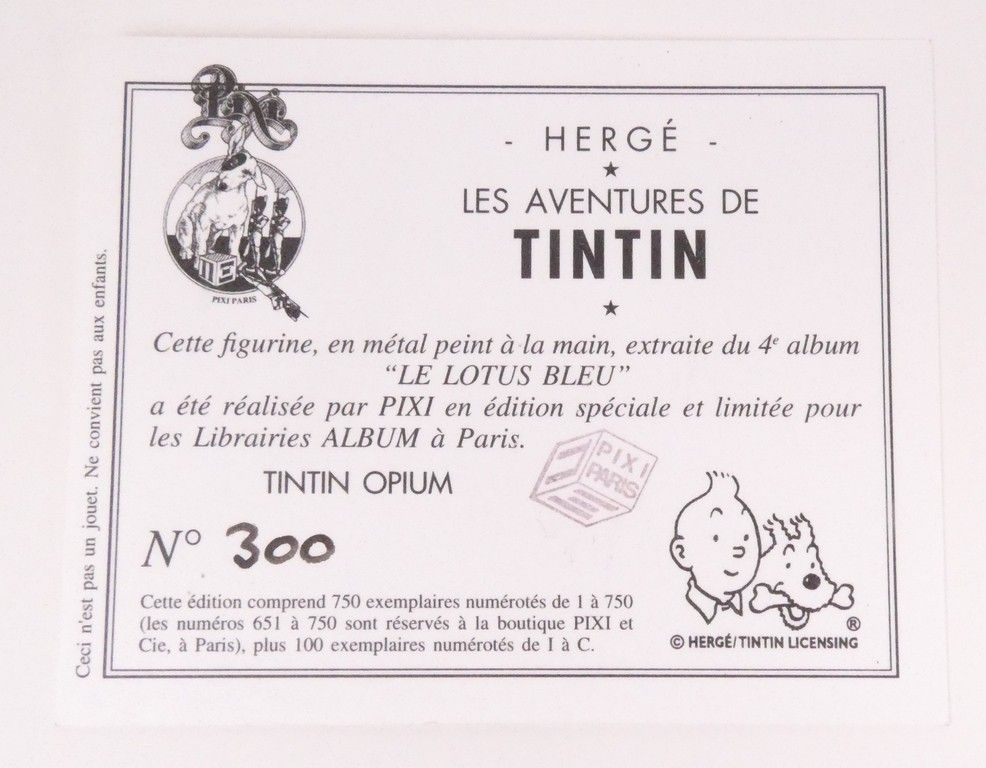 Pixi
ME
PIXI PARIS
- HERGÉ -
LES AVENTURES DE
TINTIN
Cette figurine, en métal peint à la main, extraite du 4e album
“LE LOTUS BLEU”
a été réalisée par PIXI en édition spéciale et limitée pour
les Librairies ALBUM à Paris.
TINTIN OPIUM
PIXI
PARIS
N° 300
Cette édition comprend 750 exemplaires numérotés de 1 à 750
(les numéros 651 à 750 sont réservés à la boutique PIXI et
Cie, à Paris), plus 100 exemplaires numérotés de I à C.
®
© HERGÉ/TINTIN LICENSING
Ceci n'est pas un jouet. Ne convient pas aux enfants.